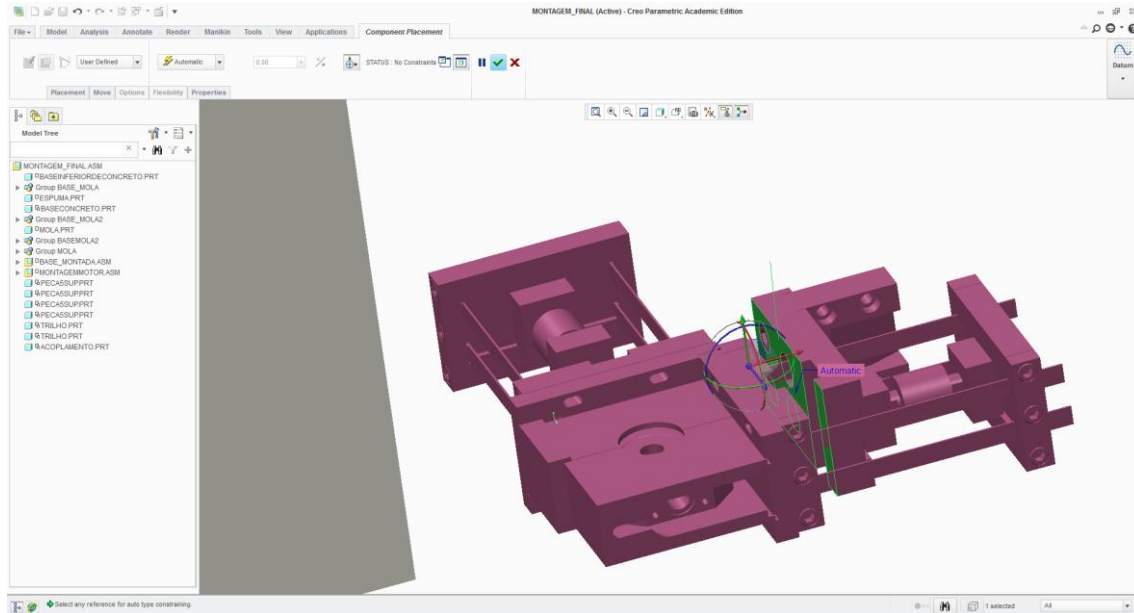 MONTAGEM_FINAL (Active) - Creo Parametric Academic Edition
File Model Analysis Annotate Render Manikin Tools View Applications Component Placement
User Defined Automatic 0.00 STATUS : No Constraints
Datum
Placement Move Options Flexibility Properties
Model Tree
MONTAGEM_FINAL.ASM
BASEINFERIORDECONCRETO.PRT
Group BASE_MOLA
ESPUMA.PRT
BASECONCRETO.PRT
Group BASE_MOLA2
MOLA.PRT
Group BASEMOLA2
Group MOLA
BASE_MONTADA.ASM
MONTAGEMMOTOR.ASM
PECA5SUP.PRT
PECA5SUP.PRT
PECA5SUP.PRT
PECA5SUP.PRT
TRILHO.PRT
TRILHO.PRT
ACOPLAMENTO.PRT
Automatic
Select any reference for auto type constraining.
1 selected All